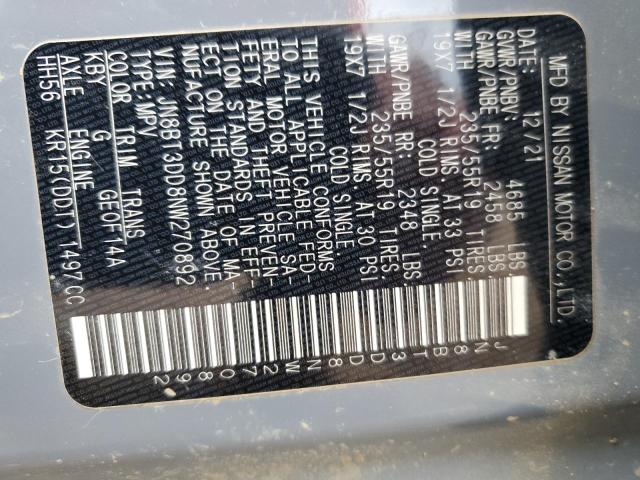 MFD BY NISSAN MOTOR CO.,LTD.
DATE: 12/21
GVWR/PNBV: 4885 LBS.
GAWR/PNBE FR: 2458 LBS.
WITH 235/55R19 TIRES,
19X7 1/2J RIMS, AT 33 PSI
COLD SINGLE
GAWR/PNBE RR: 2348 LBS.
WITH 235/55R19 TIRES,
19X7 1/2J RIMS, AT 30 PSI
COLD SINGLE.
THIS VEHICLE CONFORMS
TO ALL APPLICABLE FED-
ERAL MOTOR VEHICLE SA-
FETY AND THEFT PREVEN-
TION STANDARDS IN EFF-
ECT ON THE DATE OF MA-
NUFACTURE SHOWN ABOVE.
VIN: JN8BT3DD8NW270892
TYPE:MPV
COLOR TRIM TRANS
KBY G GE0F14A
AXLE ENGINE
HH56 KR15(DDT) 1497CC
JN8BT3DD8NW270892